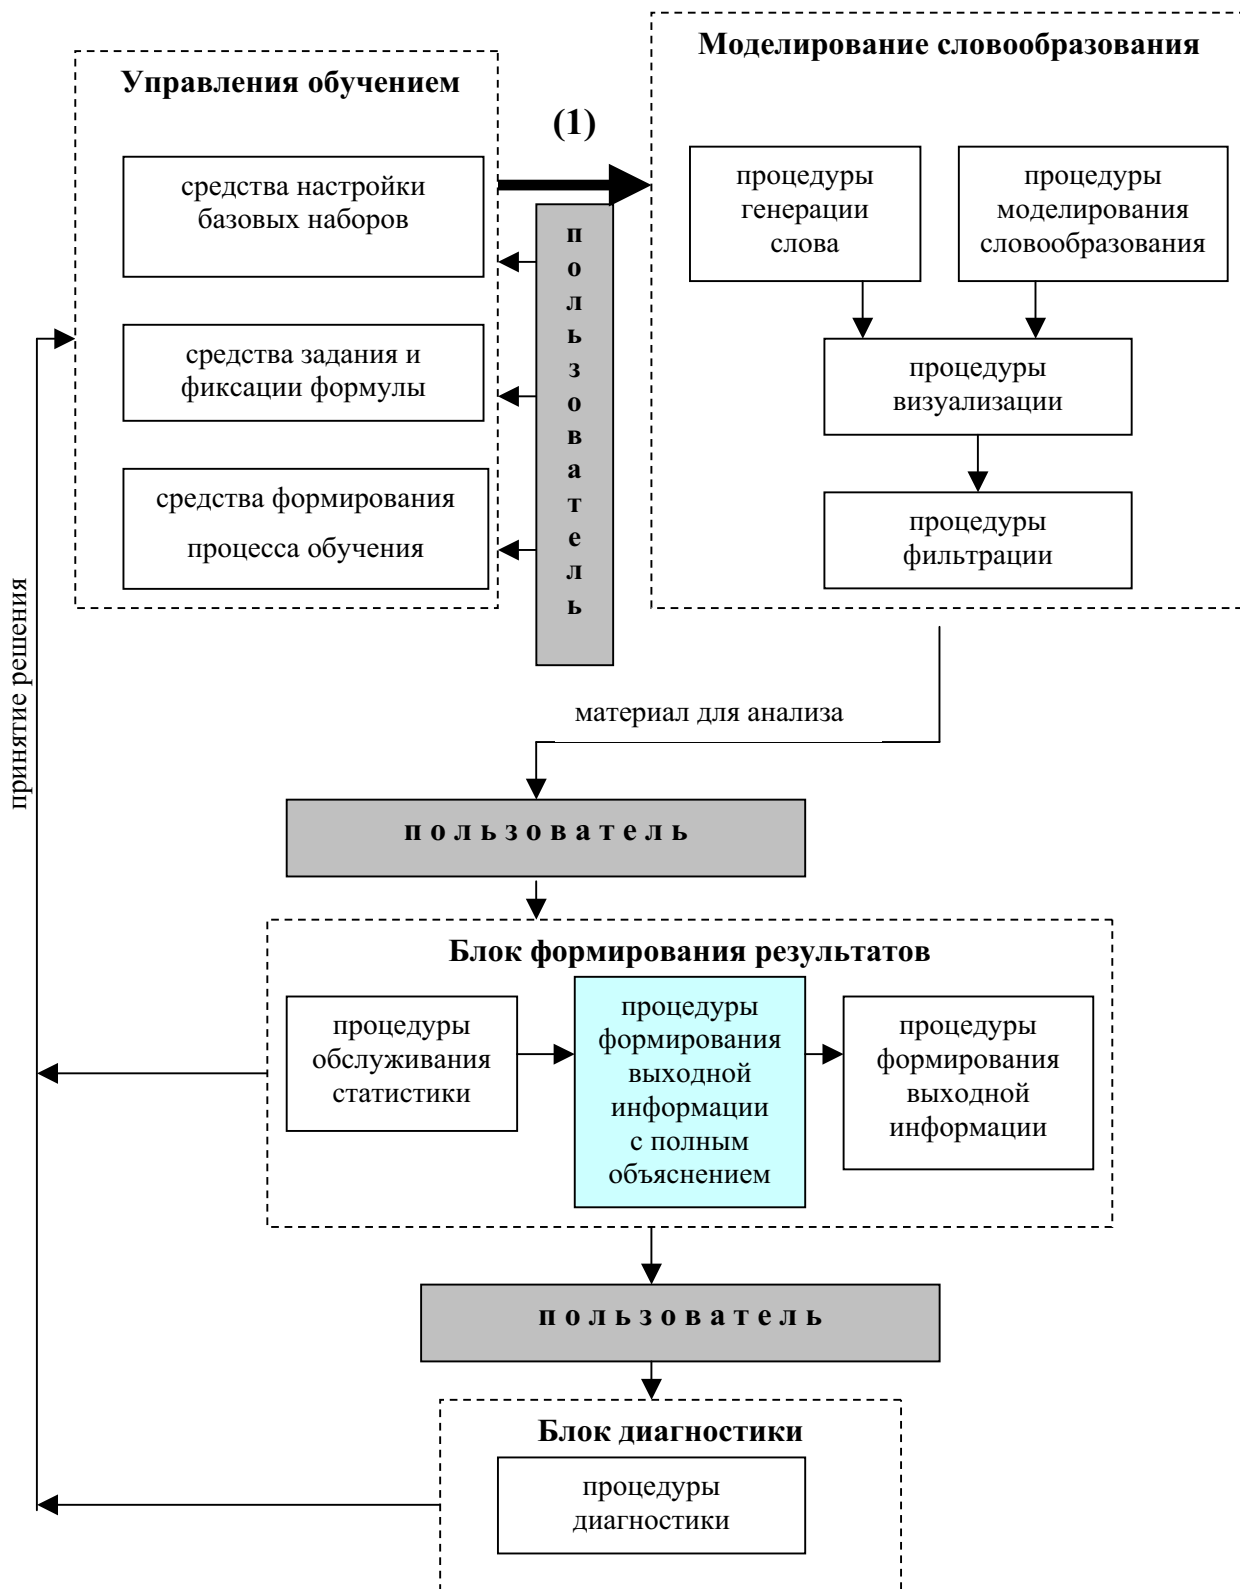 Моделирование словообразования
Управления обучением
(1)
средства настройки
базовых наборов
процедуры
генерации
слова
процедуры
моделирования
словообразования
пользователь
средства задания и
фиксации формулы
процедуры
визуализации
средства формирования
процесса обучения
процедуры
фильтрации
принятие решения
материал для анализа
п о л ь з о в а т е л ь
Блок формирования результатов
процедуры
обслуживания
статистики
процедуры
формирования
выходной
информации
с полным
объяснением
процедуры
формирования
выходной
информации
п о л ь з о в а т е л ь
Блок диагностики
процедуры
диагностики